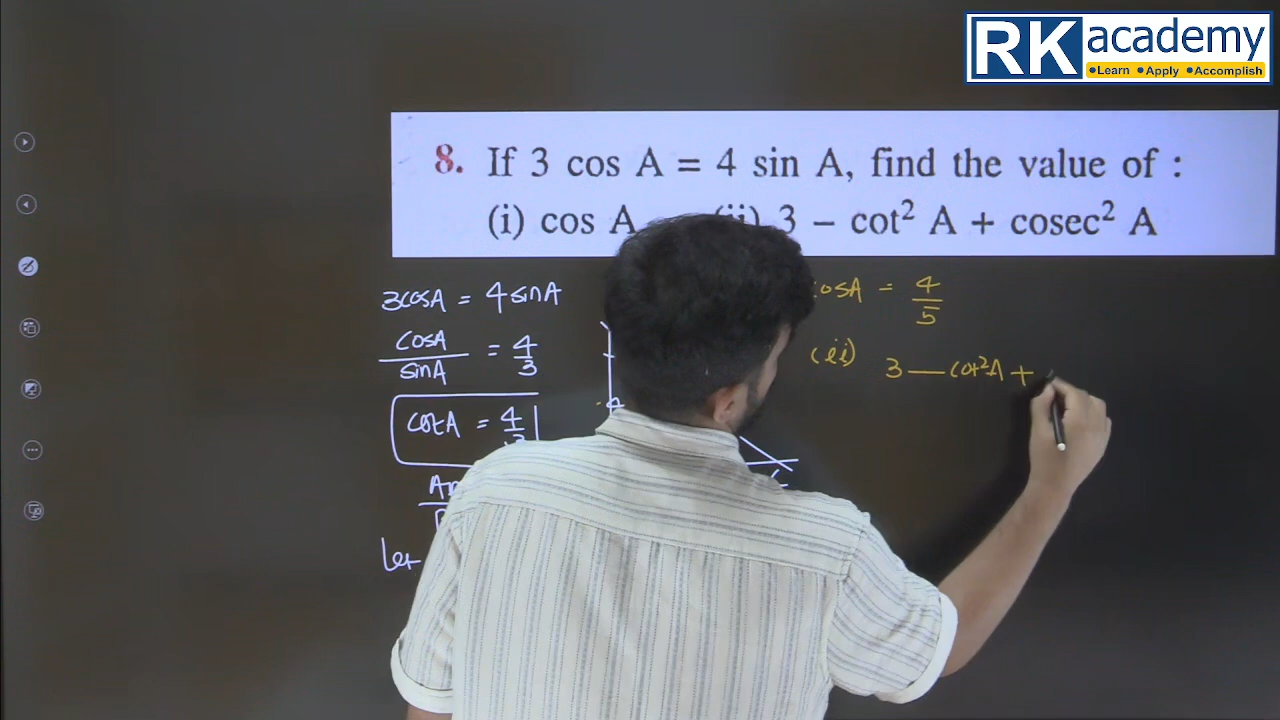 RK academy
•Learn •Apply •Accomplish
8. If 3 cos A = 4 sin A, find the value of :
(i) cos A (ii) 3 – cot² A + cosec² A
3cosA = 4sinA
cosA / sinA = 4/3
cotA = 4/3
Let
cosA = 4/5
(ii) 3 — cot²A +